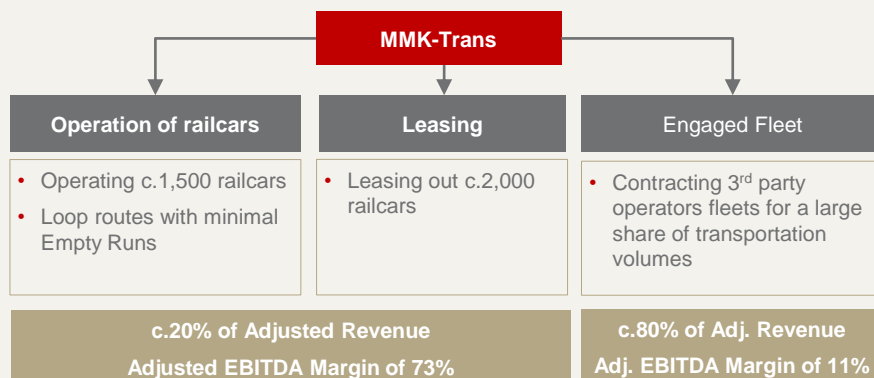 MMK-Trans
Operation of railcars
• Operating c.1,500 railcars
• Loop routes with minimal
Empty Runs
Leasing
• Leasing out c.2,000
railcars
Engaged Fleet
• Contracting 3rd party
operators fleets for a large
share of transportation
volumes
c.20% of Adjusted Revenue
Adjusted EBITDA Margin of 73%
c.80% of Adj. Revenue
Adj. EBITDA Margin of 11%